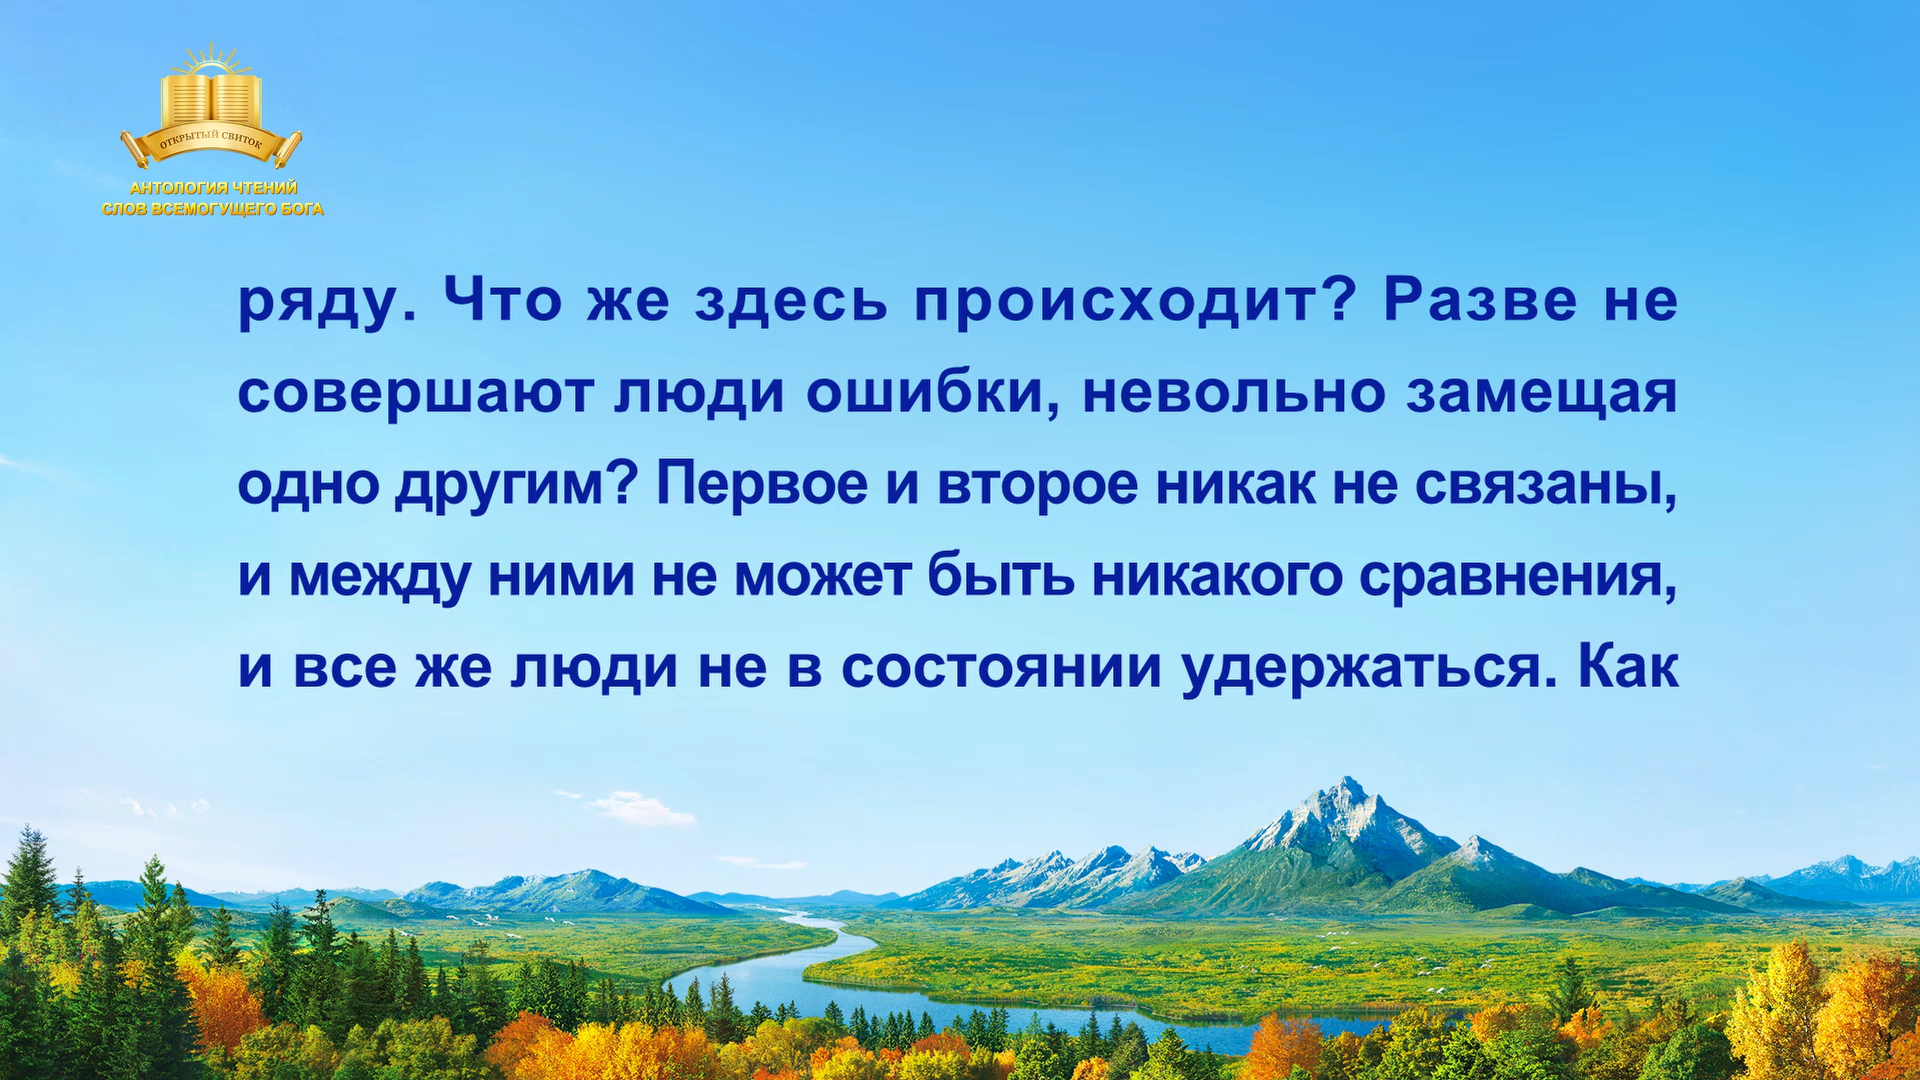 ОТКРЫТЫЙ СВИТОК
АНТОЛОГИЯ ЧТЕНИЙ
СЛОВ ВСЕМОГУЩЕГО БОГА
ряду. Что же здесь происходит? Разве не
совершают люди ошибки, невольно замещая
одно другим? Первое и второе никак не связаны,
и между ними не может быть никакого сравнения,
и все же люди не в состоянии удержаться. Как